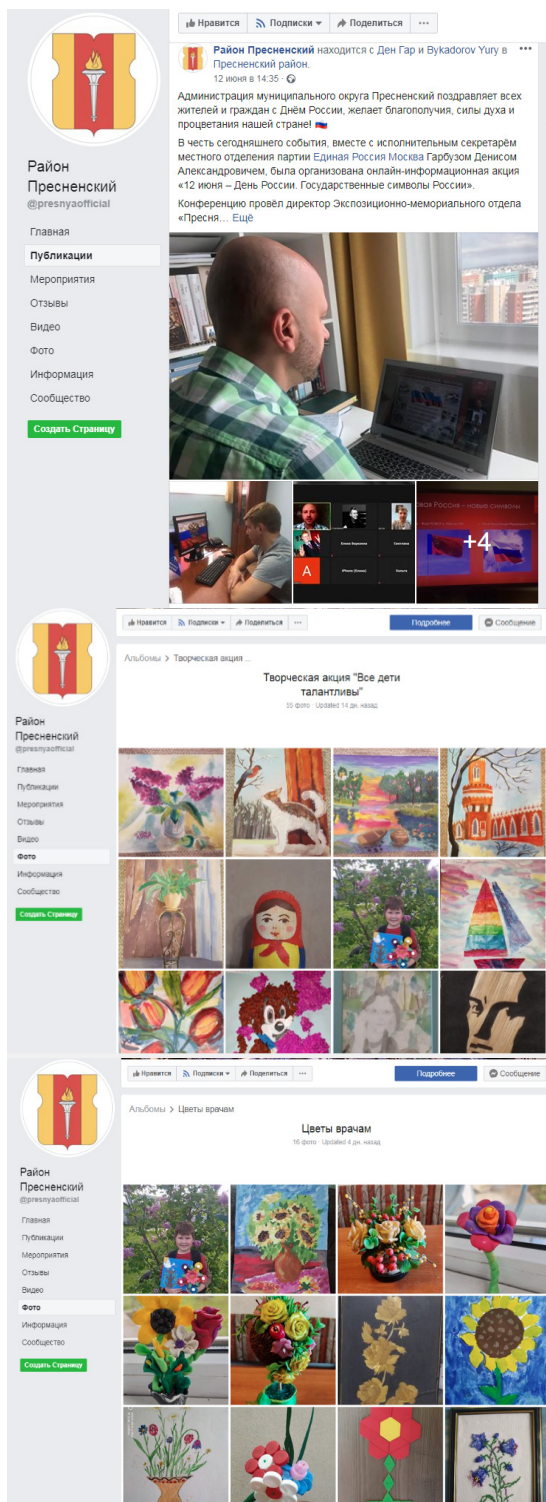 Нравится Подписки Поделиться ...
Район Пресненский находится с Ден Гар и Bykadorov Yury в
Пресненский район.
12 июня в 14:35
Администрация муниципального округа Пресненский поздравляет всех
жителей и граждан с Днём России, желает благополучия, силы духа и
процветания нашей стране!
В честь сегодняшнего события, вместе с исполнительным секретарём
местного отделения партии Единая Россия Москва Гарбузом Денисом
Александровичем, была организована онлайн-информационная акция
«12 июня – День России. Государственные символы России».
Конференцию провёл директор Экспозиционно-мемориального отдела
«Пресня... Ещё
Район
Пресненский
@presnyaofficial
Главная
Публикации
Мероприятия
Отзывы
Видео
Фото
Информация
Сообщество
Создать Страницу
Россия – новые символы
+4
A
Нравится Подписки Поделиться ... Подробнее Сообщение
Альбомы > Творческая акция ...
Творческая акция "Все дети
талантливы"
55 фото · Updated 14 дн. назад
Район
Пресненский
@presnyaofficial
Главная
Публикации
Мероприятия
Отзывы
Видео
Фото
Информация
Сообщество
Создать Страницу
Нравится Подписки Поделиться ... Подробнее Сообщение
Альбомы > Цветы врачам
Цветы врачам
16 фото · Updated 4 дн. назад
Район
Пресненский
@presnyaofficial
Главная
Публикации
Мероприятия
Отзывы
Видео
Фото
Информация
Сообщество
Создать Страницу